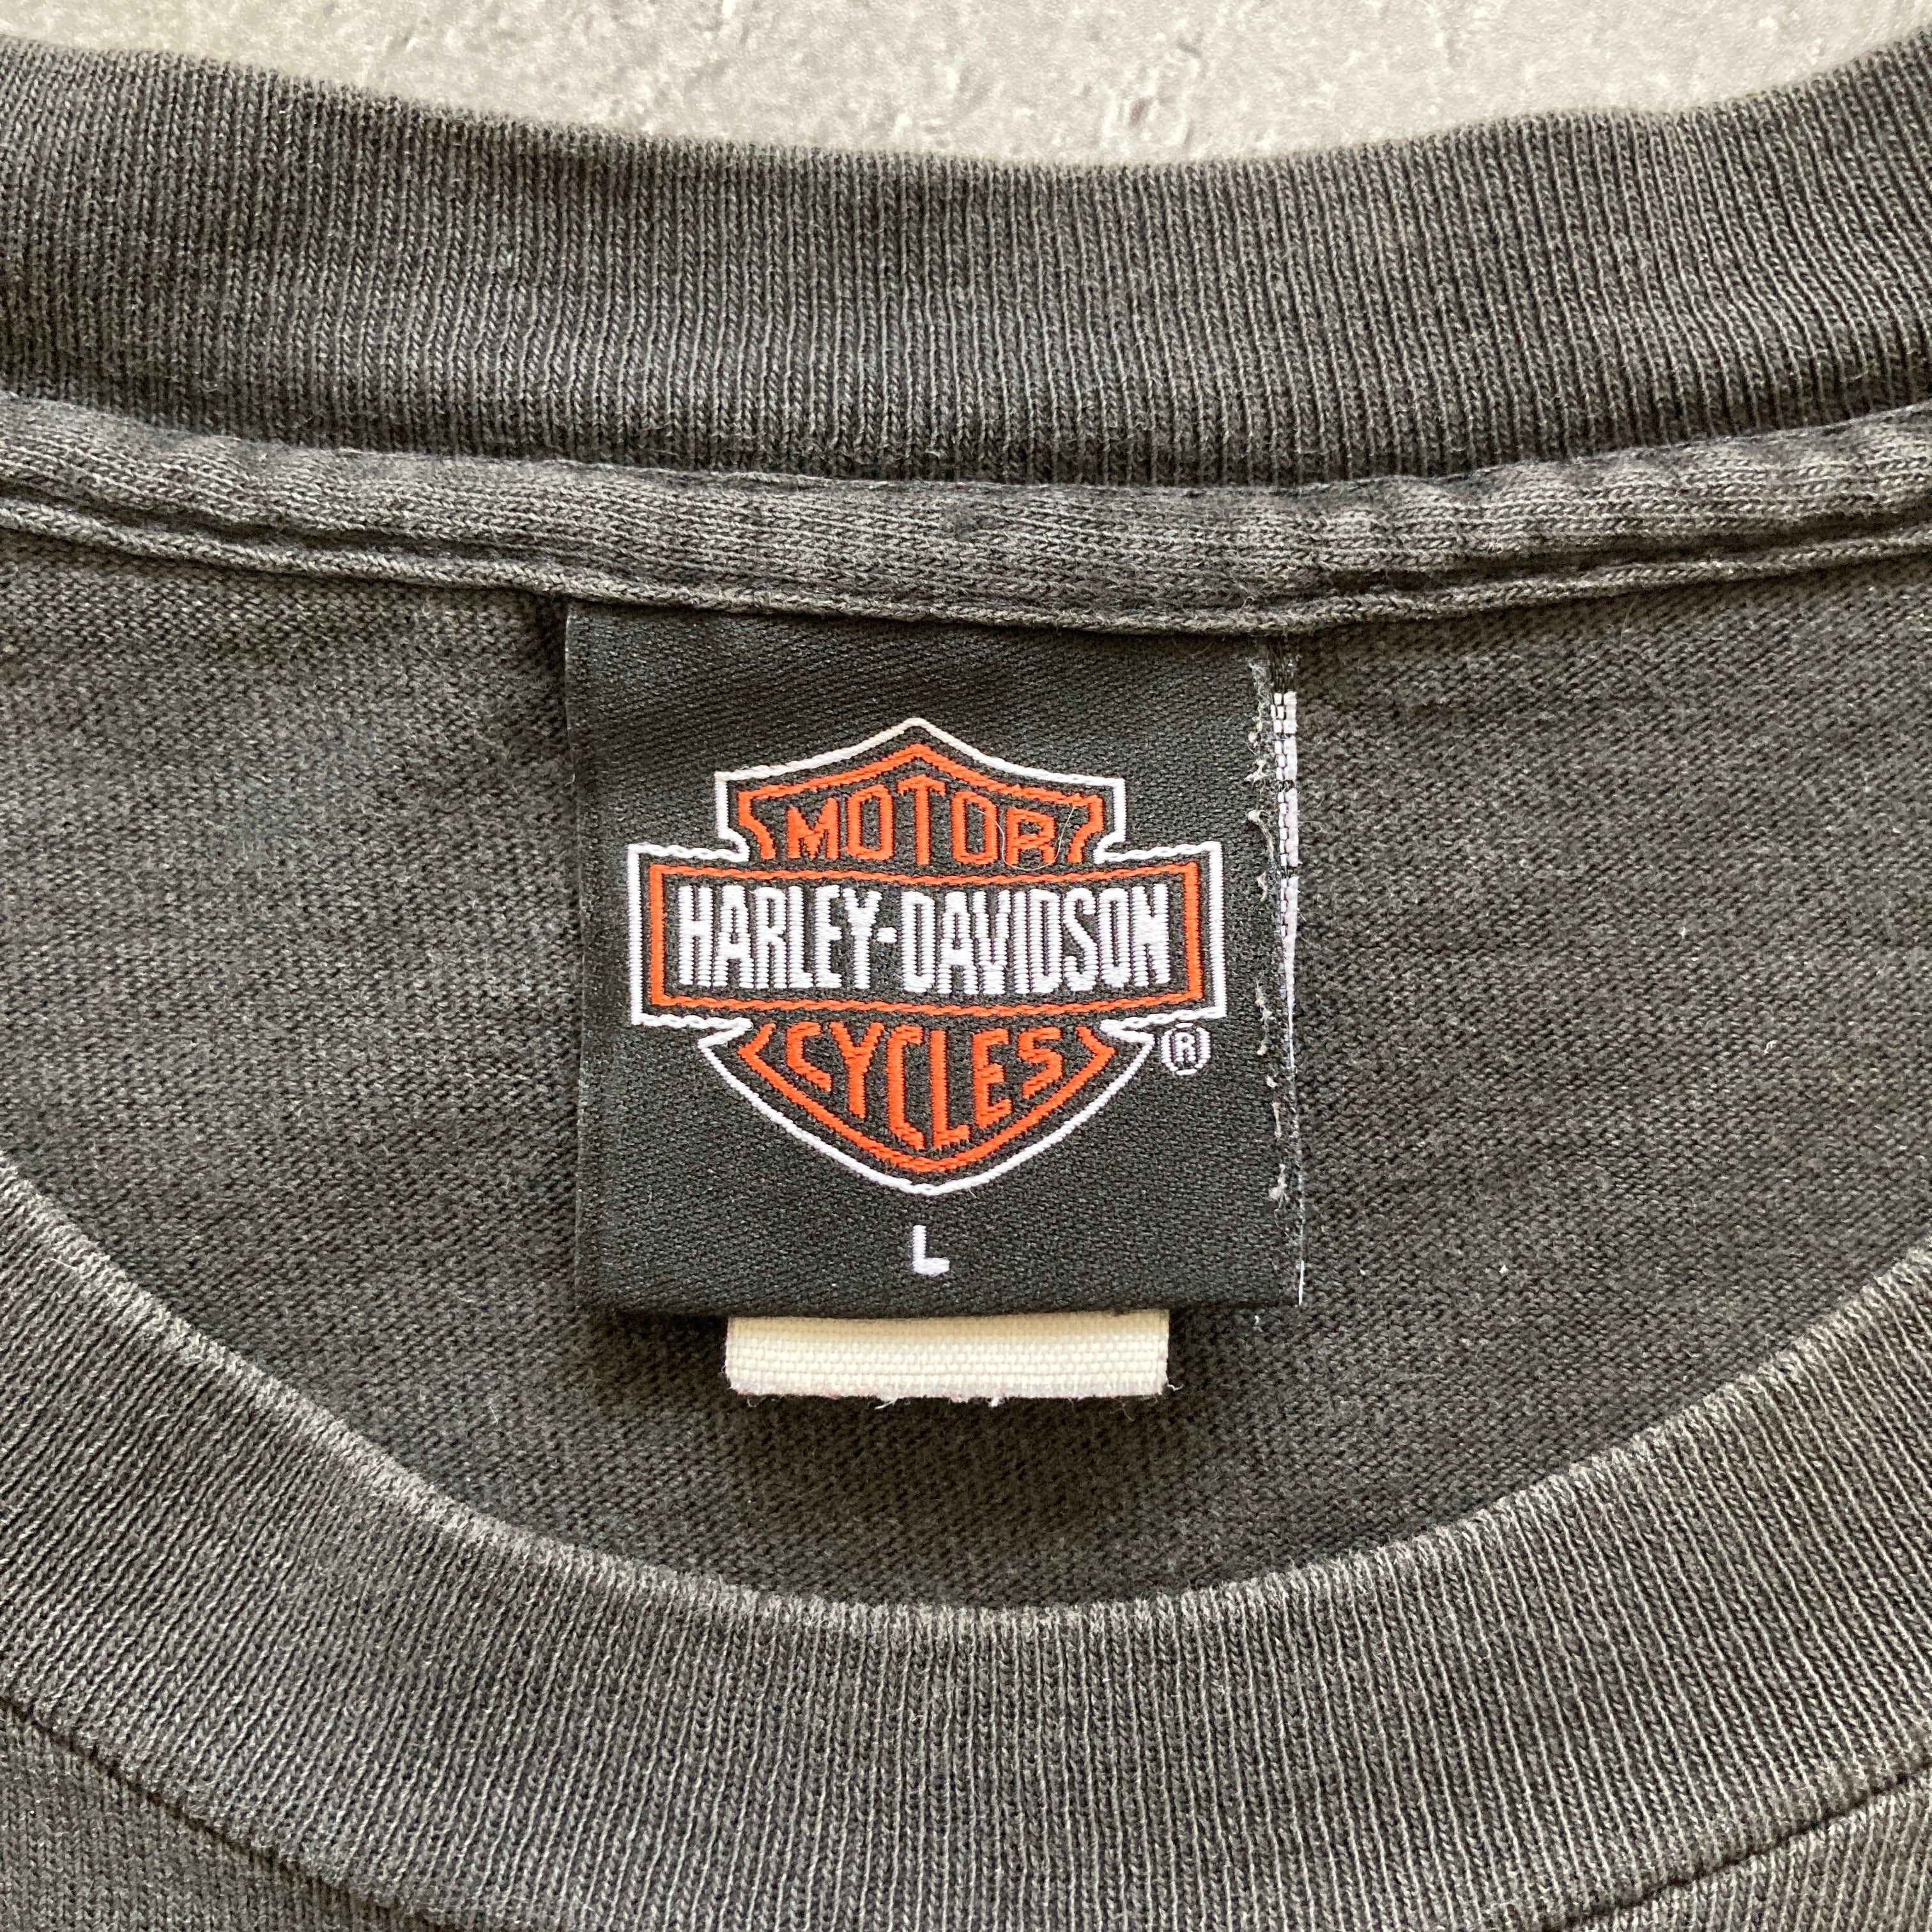 MOTOR
HARLEY-DAVIDSON
CYCLES
®
L